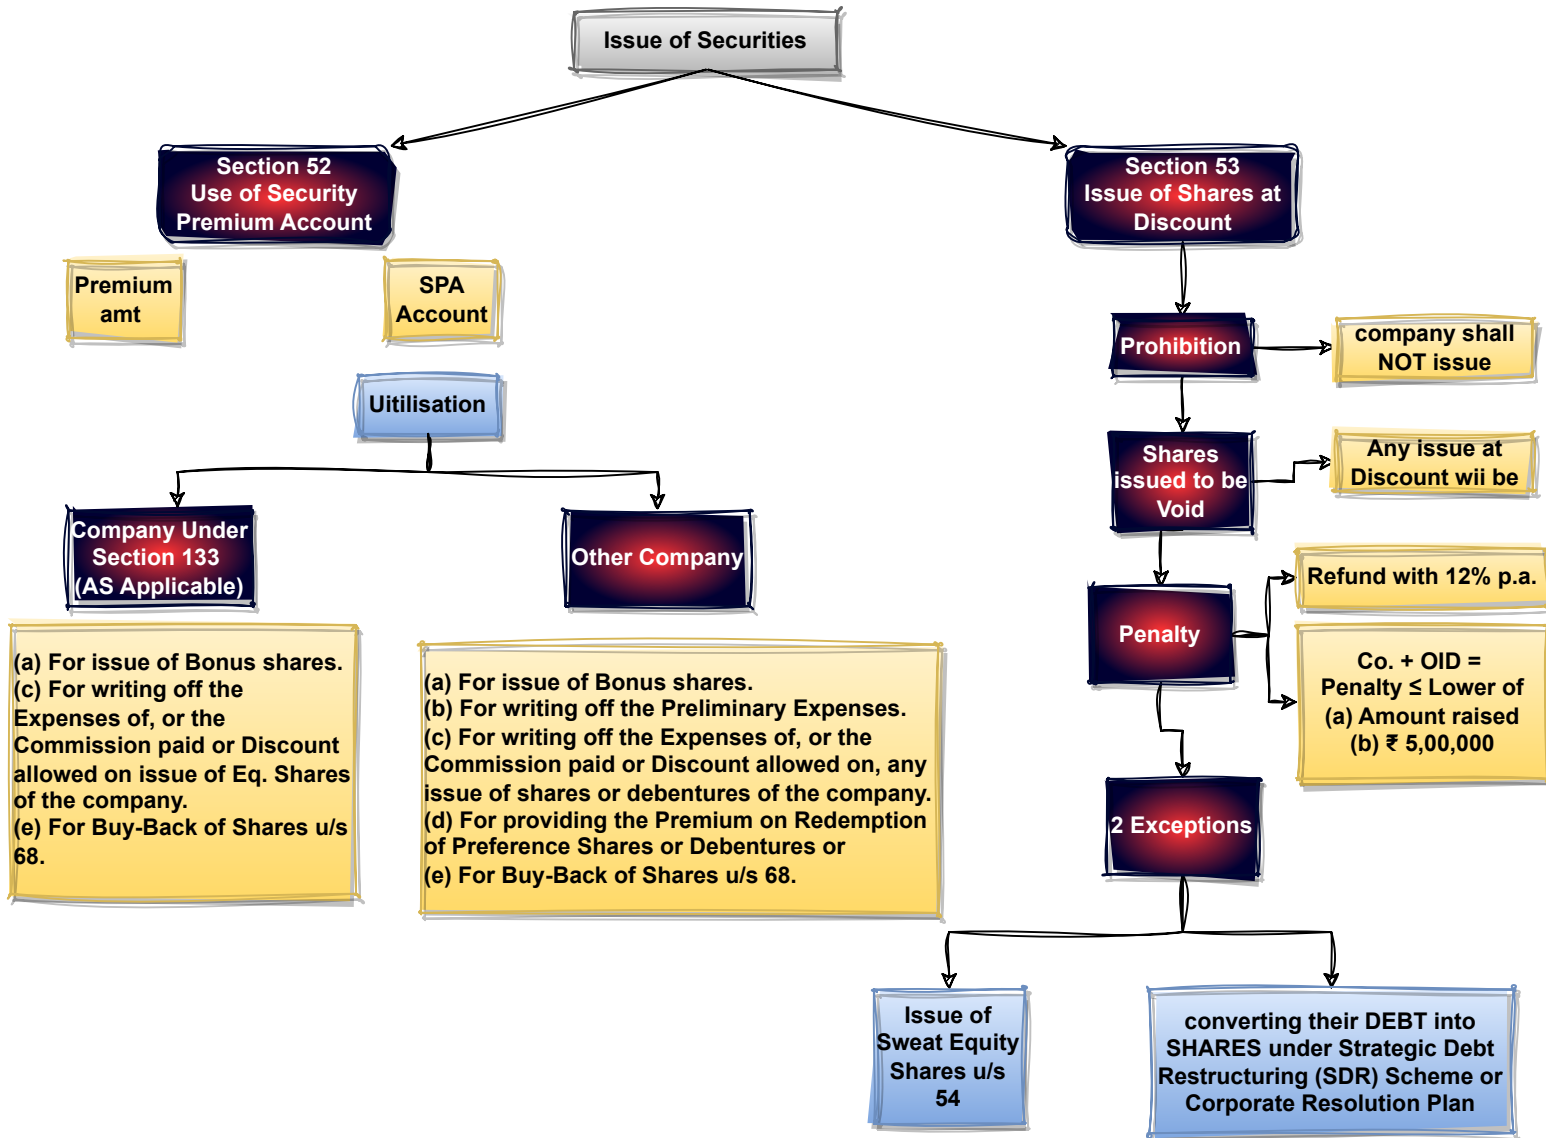 Issue of Securities
Section 52
Use of Security
Premium Account
Premium
amt
SPA
Account
Uitilisation
Company Under
Section 133
(AS Applicable)
Other Company
(a) For issue of Bonus shares.
(c) For writing off the
Expenses of, or the
Commission paid or Discount
allowed on issue of Eq. Shares
of the company.
(e) For Buy-Back of Shares u/s
68.
(a) For issue of Bonus shares.
(b) For writing off the Preliminary Expenses.
(c) For writing off the Expenses of, or the
Commission paid or Discount allowed on, any
issue of shares or debentures of the company.
(d) For providing the Premium on Redemption
of Preference Shares or Debentures or
(e) For Buy-Back of Shares u/s 68.
Section 53
Issue of Shares at
Discount
Prohibition
company shall
NOT issue
Shares
issued to be
Void
Any issue at
Discount wii be
Penalty
Refund with 12% p.a.
Co. + OID =
Penalty ≤ Lower of
(a) Amount raised
(b) ₹ 5,00,000
2 Exceptions
Issue of
Sweat Equity
Shares u/s
54
converting their DEBT into
SHARES under Strategic Debt
Restructuring (SDR) Scheme or
Corporate Resolution Plan